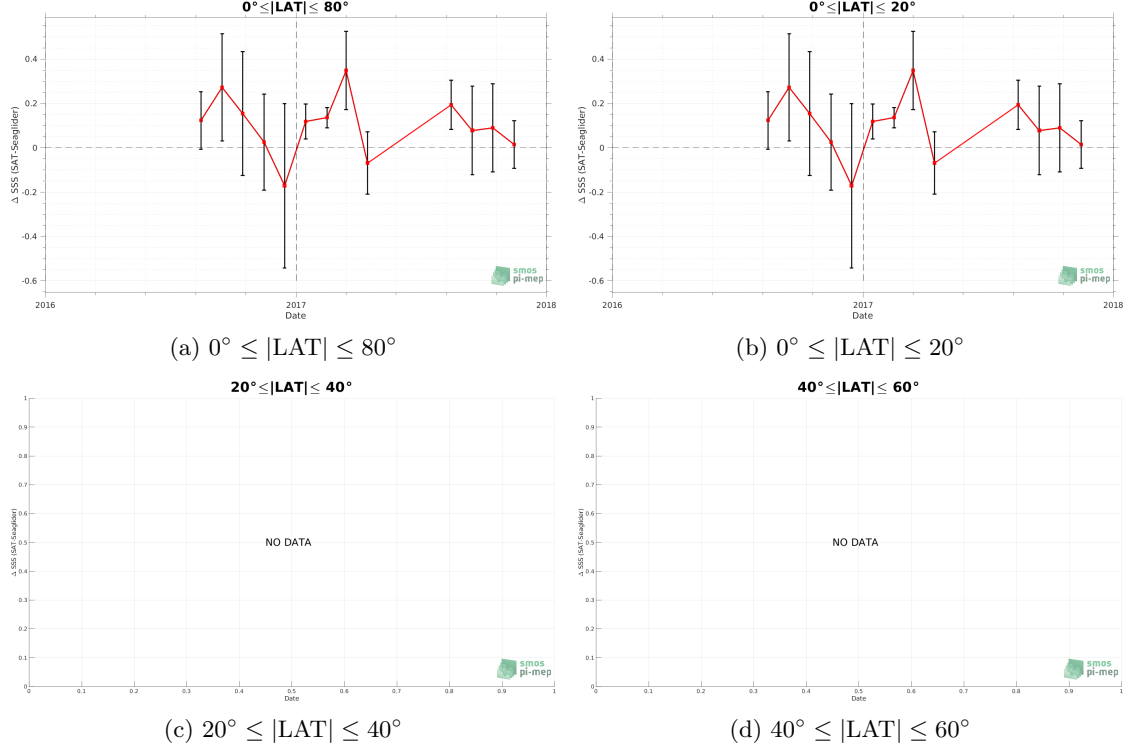 0°≤|LAT|≤ 80°
0.4
0.2
0
-0.2
-0.4
-0.6
Δ SSS (SAT-Seaglider)
2016
2017
2018
Date
smos
pi-mep
(a) 0° ≤ |LAT| ≤ 80°
0°≤|LAT|≤ 20°
0.4
0.2
0
-0.2
-0.4
-0.6
Δ SSS (SAT-Seaglider)
2016
2017
2018
Date
smos
pi-mep
(b) 0° ≤ |LAT| ≤ 20°
20°≤|LAT|≤ 40°
1
0.9
0.8
0.7
0.6
0.5
0.4
0.3
0.2
0.1
0
Δ SSS (SAT-Seaglider)
NO DATA
0 0.1 0.2 0.3 0.4 0.5 0.6 0.7 0.8 0.9 1
Date
smos
pi-mep
(c) 20° ≤ |LAT| ≤ 40°
40°≤|LAT|≤ 60°
1
0.9
0.8
0.7
0.6
0.5
0.4
0.3
0.2
0.1
0
Δ SSS (SAT-Seaglider)
NO DATA
0 0.1 0.2 0.3 0.4 0.5 0.6 0.7 0.8 0.9 1
Date
smos
pi-mep
(d) 40° ≤ |LAT| ≤ 60°